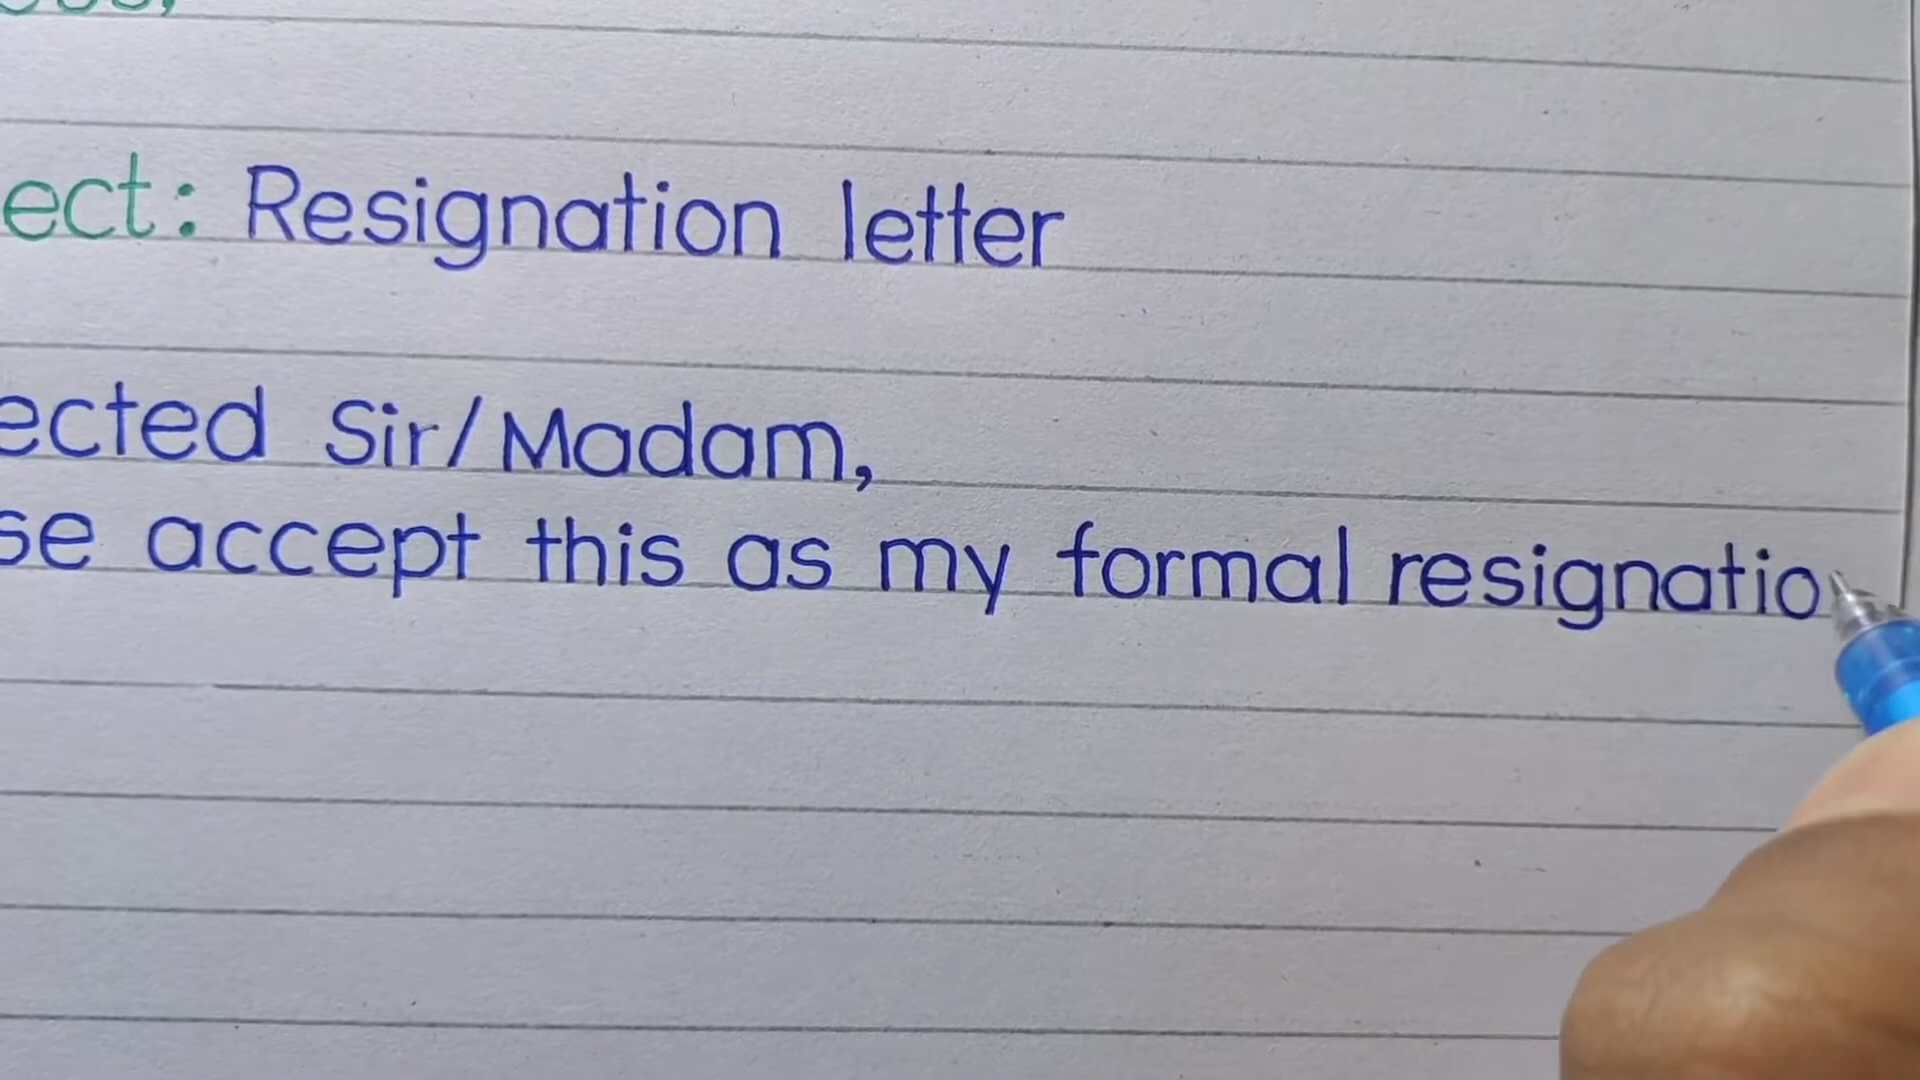 ect: Resignation letter
ected Sir/Madam,
se accept this as my formal resignatio